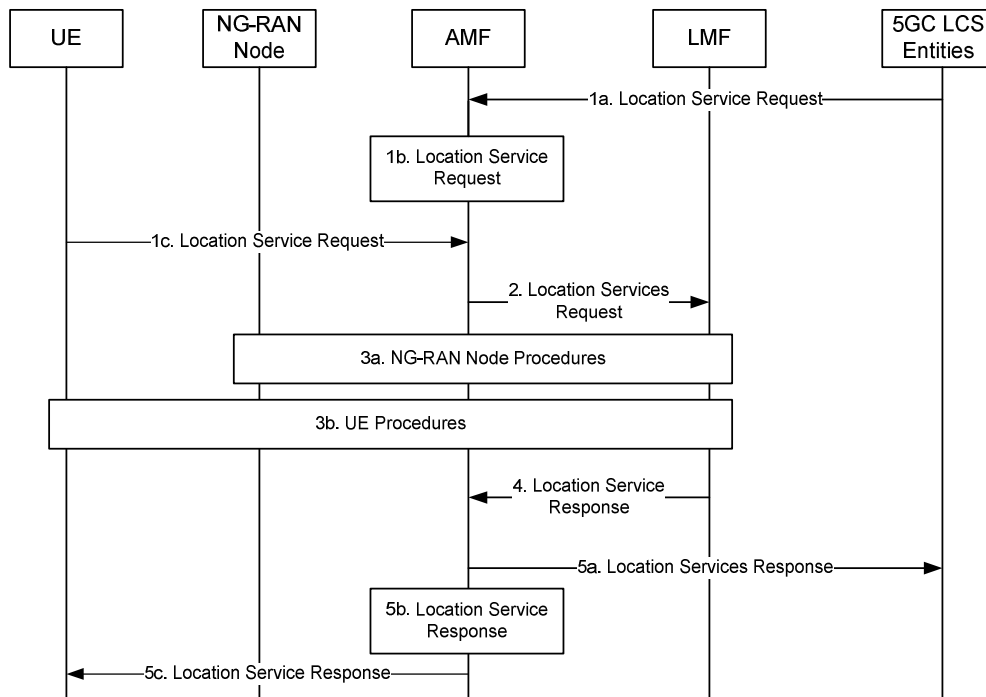 UE
NG-RAN
Node
AMF
LMF
5GC LCS
Entities
1a. Location Service Request
1b. Location Service
Request
1c. Location Service Request
2. Location Services
Request
3a. NG-RAN Node Procedures
3b. UE Procedures
4. Location Service
Response
5a. Location Services Response
5b. Location Service
Response
5c. Location Service Response